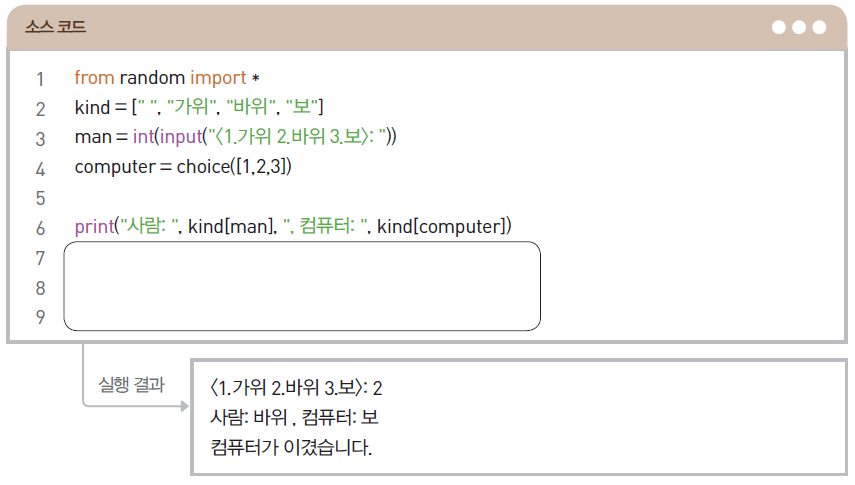 소스 코드
1 from random import *
2 kind = [" ", "가위", "바위", "보"]
3 man = int(input("〈1.가위 2.바위 3.보〉: "))
4 computer = choice([1,2,3])
5
6 print("사람: ", kind[man], ", 컴퓨터: ", kind[computer])
7
8
9
실행 결과
〈1.가위 2.바위 3.보〉: 2
사람: 바위 , 컴퓨터: 보
컴퓨터가 이겼습니다.